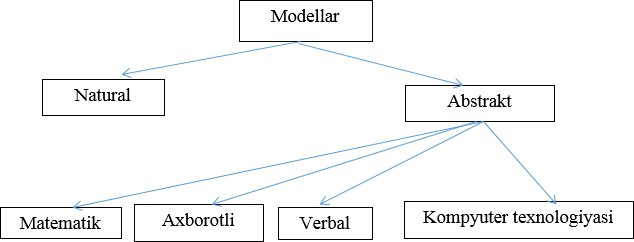 Modellar
Natural
Abstrakt
Matematik
Axborotli
Verbal
Kompyuter texnologiyasi